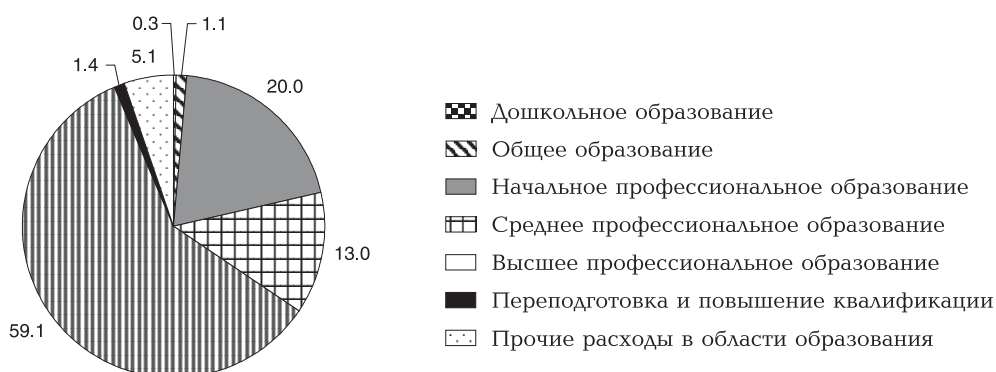 0.3
1.1
1.4
5.1
20.0
13.0
59.1
Дошкольное образование
Общее образование
Начальное профессиональное образование
Среднее профессиональное образование
Высшее профессиональное образование
Переподготовка и повышение квалификации
Прочие расходы в области образования